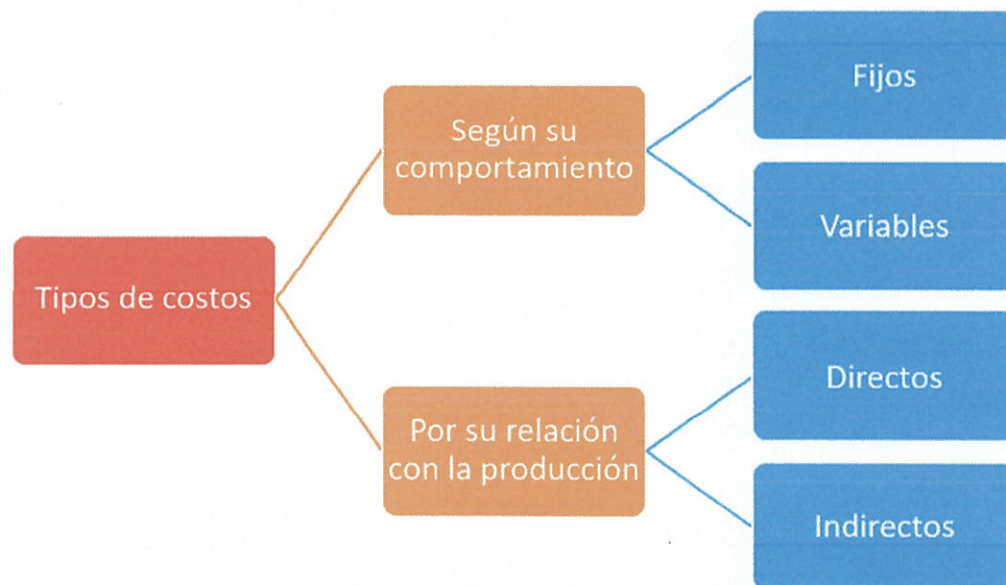 Tipos de costos
Según su
comportamiento
Fijos
Variables
Por su relación
con la producción
Directos
Indirectos